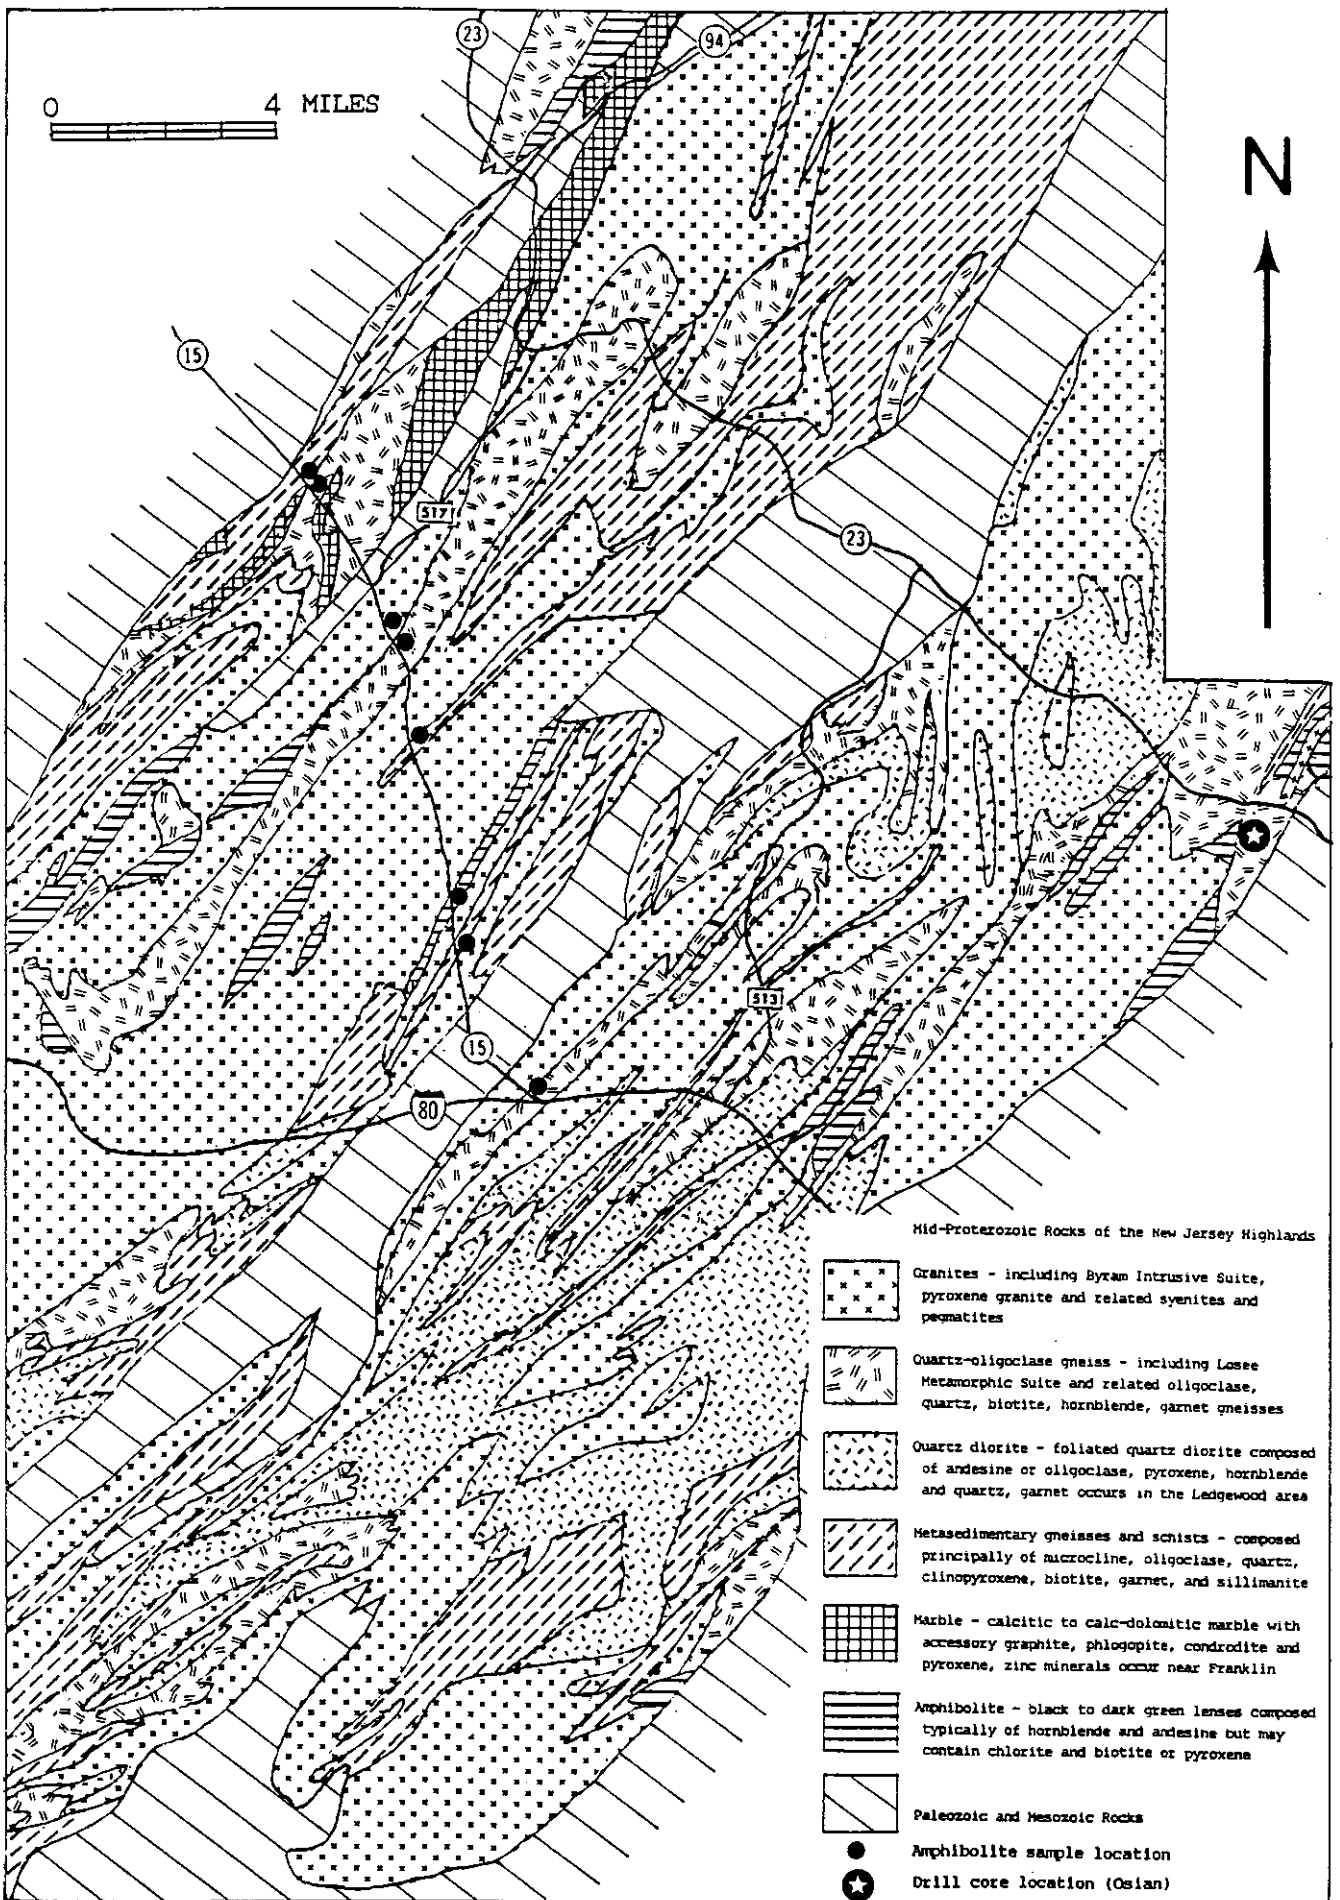 23
94
0 4 MILES
N
15
517
23
513
15
80
Mid-Proterozoic Rocks of the New Jersey Highlands
Granites - including Byram Intrusive Suite,
pyroxene granite and related syenites and
pegmatites
Quartz-oligoclase gneiss - including Losee
Metamorphic Suite and related oligoclase,
quartz, biotite, hornblende, garnet gneisses
Quartz diorite - foliated quartz diorite composed
of andesine or oligoclase, pyroxene, hornblende
and quartz, garnet occurs in the Ledgewood area
Metasedimentary gneisses and schists - composed
principally of microcline, oligoclase, quartz,
clinopyroxene, biotite, garnet, and sillimanite
Marble - calcitic to calc-dolomitic marble with
accessory graphite, phlogopite, condrodite and
pyroxene, zinc minerals occur near Franklin
Amphibolite - black to dark green lenses composed
typically of hornblende and andesine but may
contain chlorite and biotite or pyroxene
Paleozoic and Mesozoic Rocks
Amphibolite sample location
Drill core location (Osian)